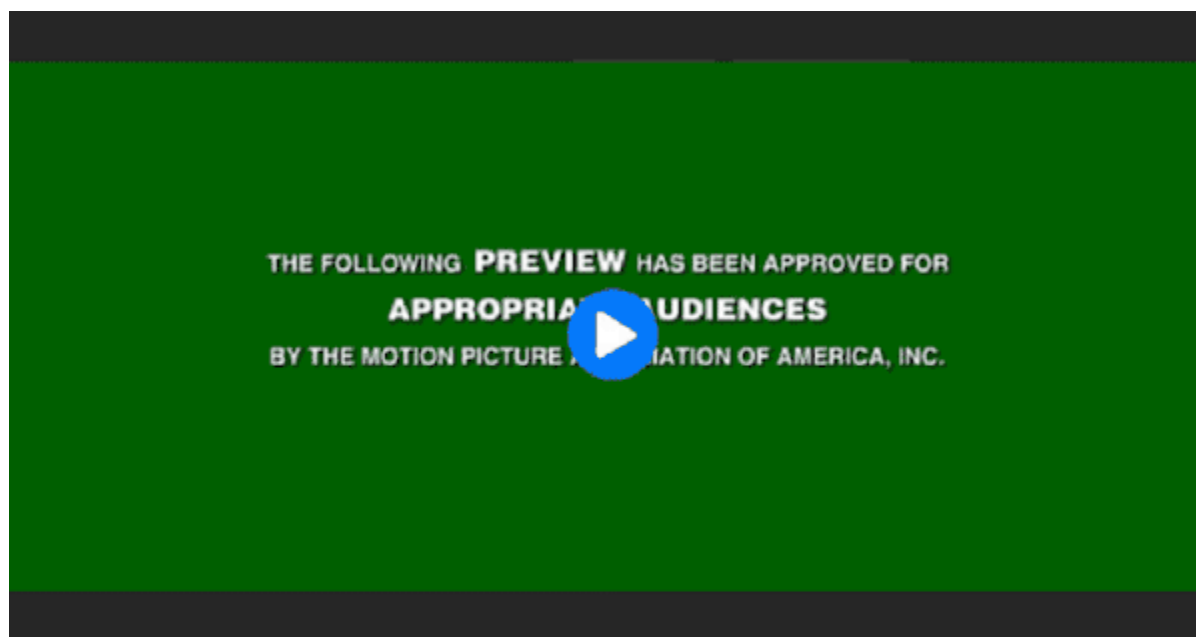 THE FOLLOWING PREVIEW HAS BEEN APPROVED FOR
BY THE MOTION PICTURE OF AMERICA, INC.